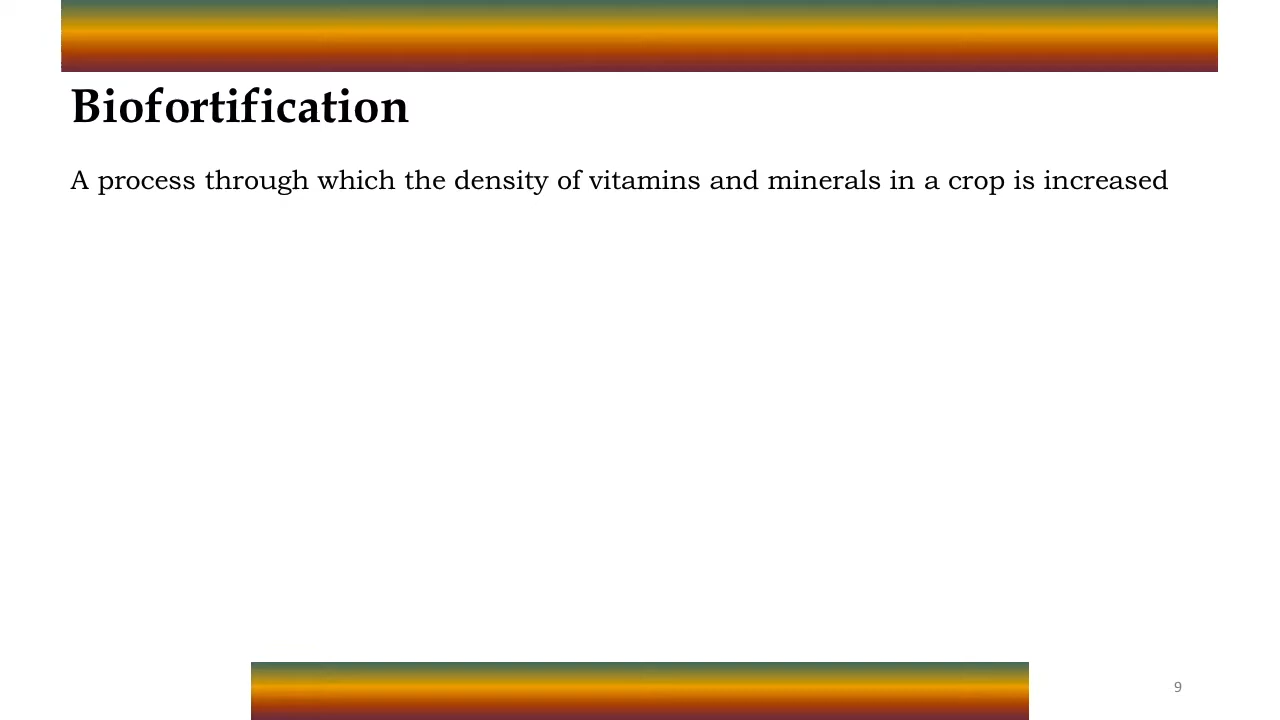 Biofortification
A process through which the density of vitamins and minerals in a crop is increased
9